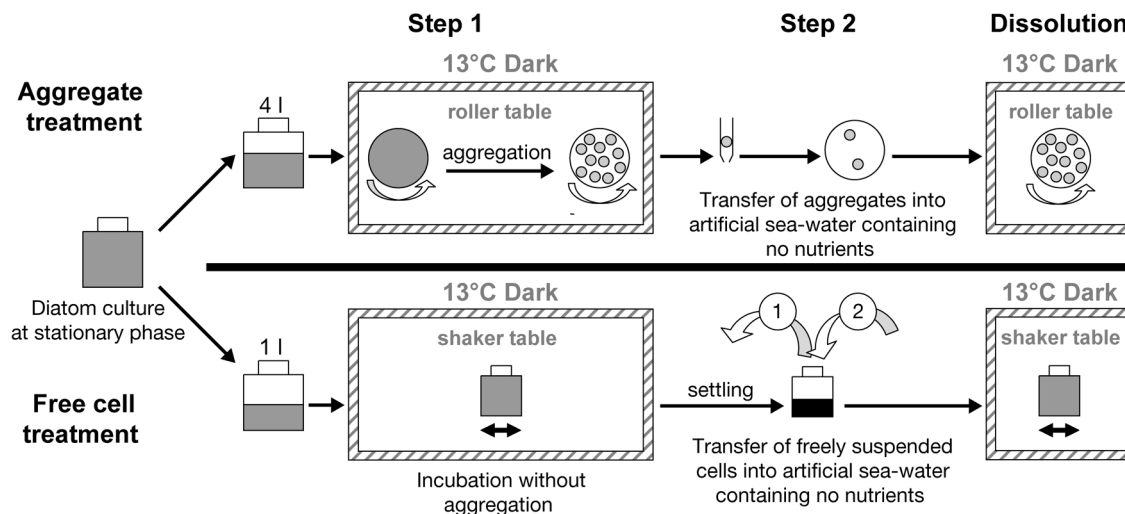 Step 1
Step 2
Dissolution
Aggregate
treatment
4 l
13°C Dark
roller table
aggregation
Transfer of aggregates into
artificial sea-water containing
no nutrients
13°C Dark
roller table
Diatom culture
at stationary phase
Free cell
treatment
1 l
13°C Dark
shaker table
Incubation without
aggregation
settling
1
2
Transfer of freely suspended
cells into artificial sea-water
containing no nutrients
13°C Dark
shaker table